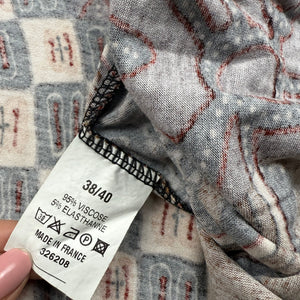 38/40
95% VISCOSE
5% ELASTHANNE
MADE IN FRANCE
326208